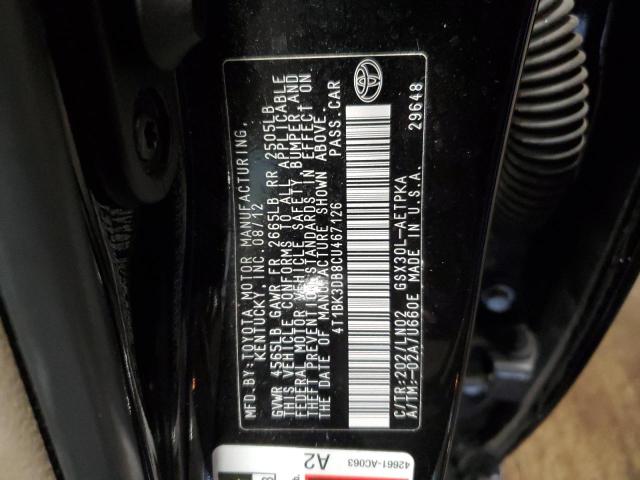 MFD.BY:TOYOTA MOTOR MANUFACTURING,
KENTUCKY, INC. 08/12
GVWR 4565LB GAWR FR 2665LB RR 2505LB
THIS VEHICLE CONFORMS TO ALL APPLICABLE
FEDERAL MOTOR VEHICLE SAFETY, BUMPER, AND
THEFT PREVENTION STANDARDS IN EFFECT ON
THE DATE OF MANUFACTURE SHOWN ABOVE.
4T1BK3DB8CU467126 PASS.CAR
C/TR:202/LN02 GSX30L-AETPKA
A/TM:-02A/U660E MADE IN U.S.A. 29648
42661-AC063
A2